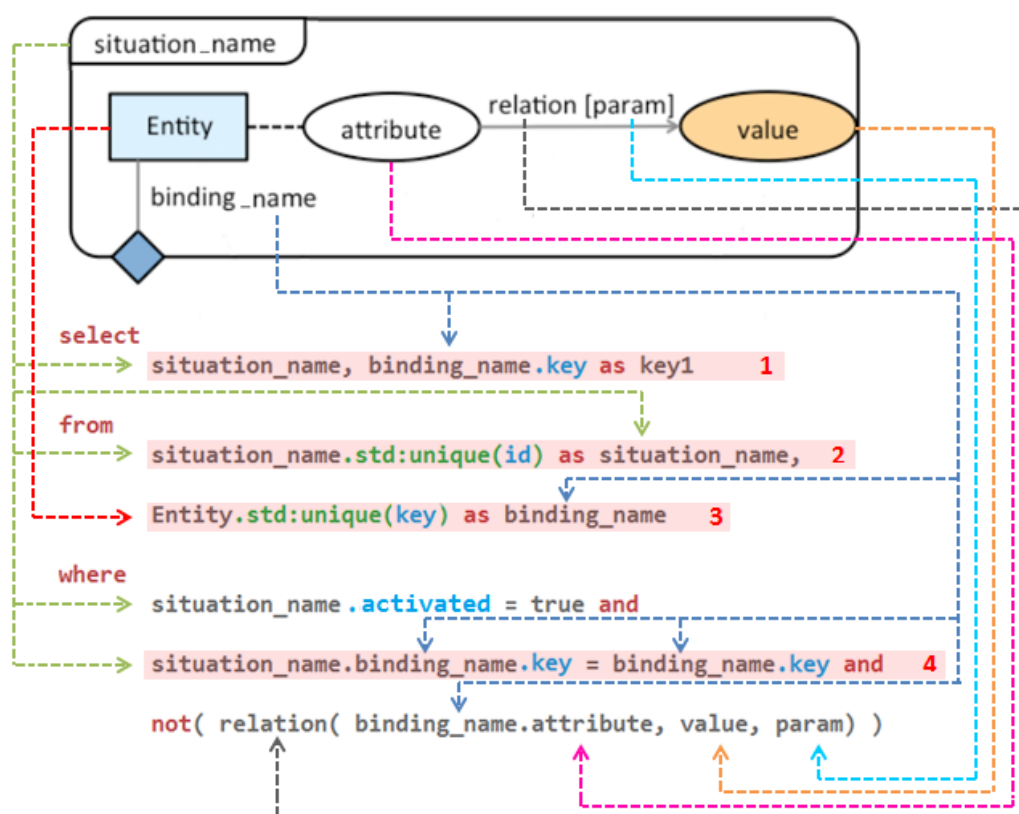 situation_name
Entity
attribute
relation [param]
value
binding_name
select
situation_name, binding_name.key as key1 1
from
situation_name.std:unique(id) as situation_name, 2
Entity.std:unique(key) as binding_name 3
where
situation_name.activated = true and
situation_name.binding_name.key = binding_name.key and 4
not( relation( binding_name.attribute, value, param) )